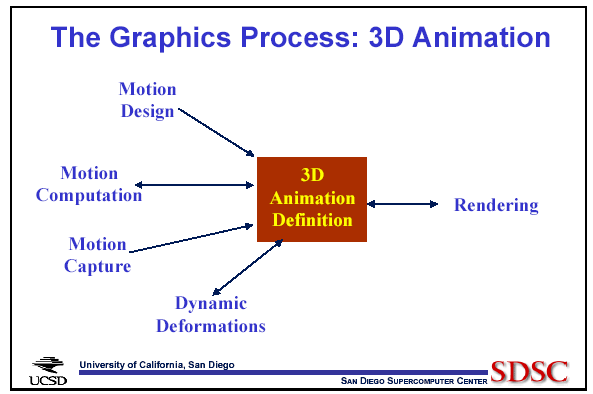 The Graphics Process: 3D Animation
Motion
Design
Motion
Computation
Motion
Capture
Dynamic
Deformations
3D
Animation
Definition
Rendering
UCSD
University of California, San Diego
SAN DIEGO SUPERCOMPUTER CENTER
SDSC